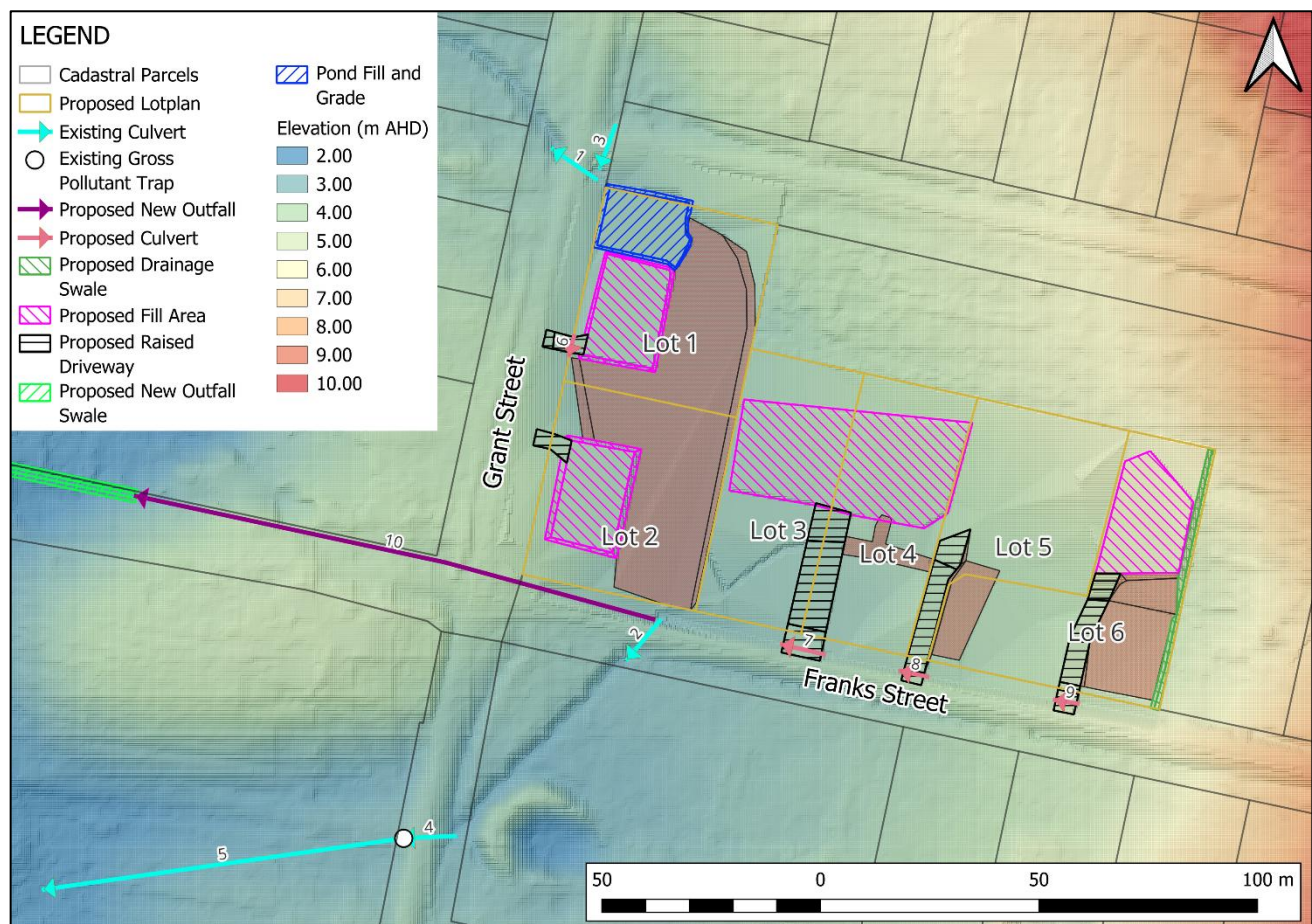 LEGEND
Cadastral Parcels
Proposed Lotplan
Existing Culvert
Existing Gross
Pollutant Trap
Proposed New Outfall
Proposed Culvert
Proposed Drainage
Swale
Proposed Fill Area
Proposed Raised
Driveway
Proposed New Outfall
Swale
Pond Fill and
Grade
Elevation (m AHD)
2.00
3.00
4.00
5.00
6.00
7.00
8.00
9.00
10.00
1
3
6
Lot 1
Grant Street
Lot 2
Lot 3
Lot 4
Lot 5
Lot 6
10
2
7
8
9
Franks Street
4
5
50
0
50
100 m